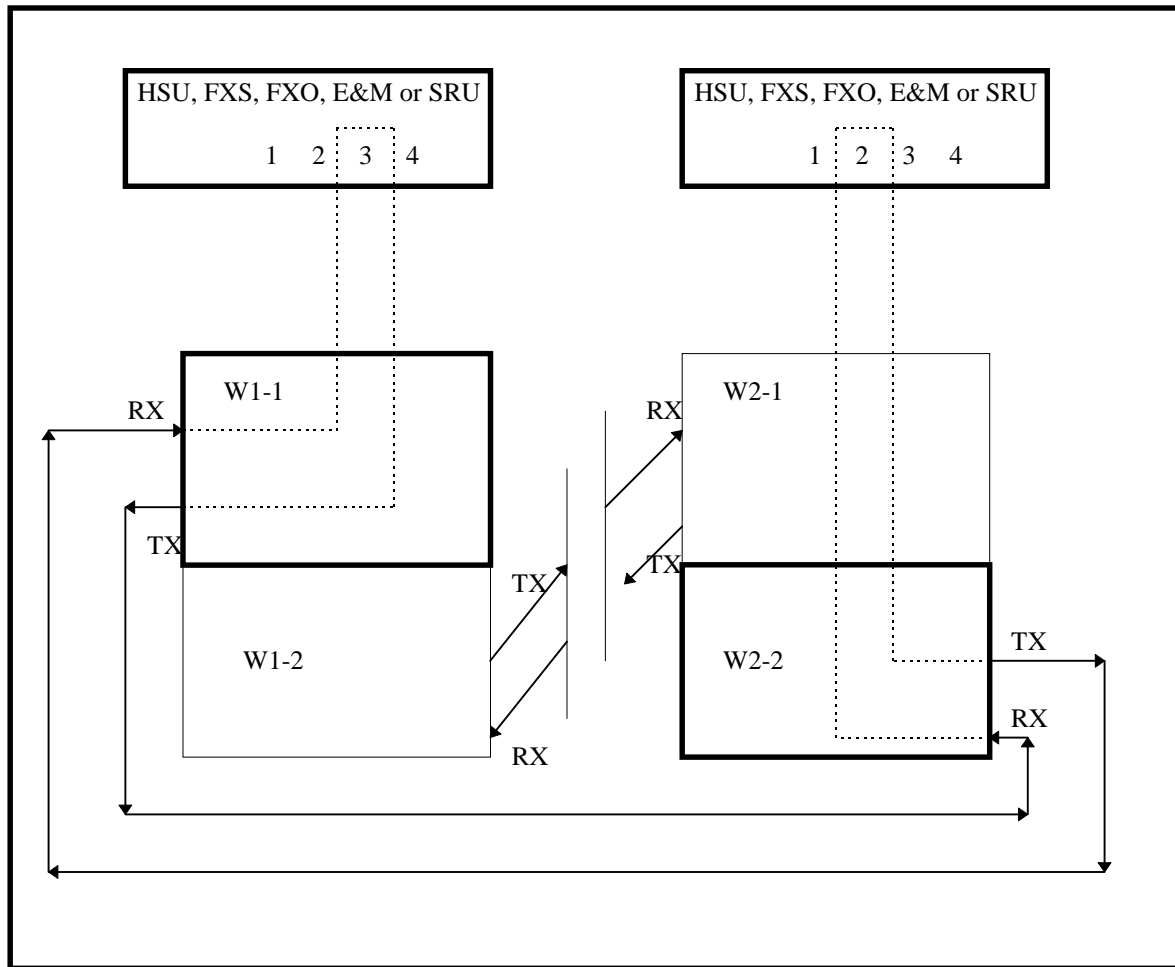 HSU, FXS, FXO, E&M or SRU
1 2 3 4
HSU, FXS, FXO, E&M or SRU
1 2 3 4
W1-1
RX
TX
W1-2
TX
RX
W2-1
RX
TX
W2-2
TX
RX